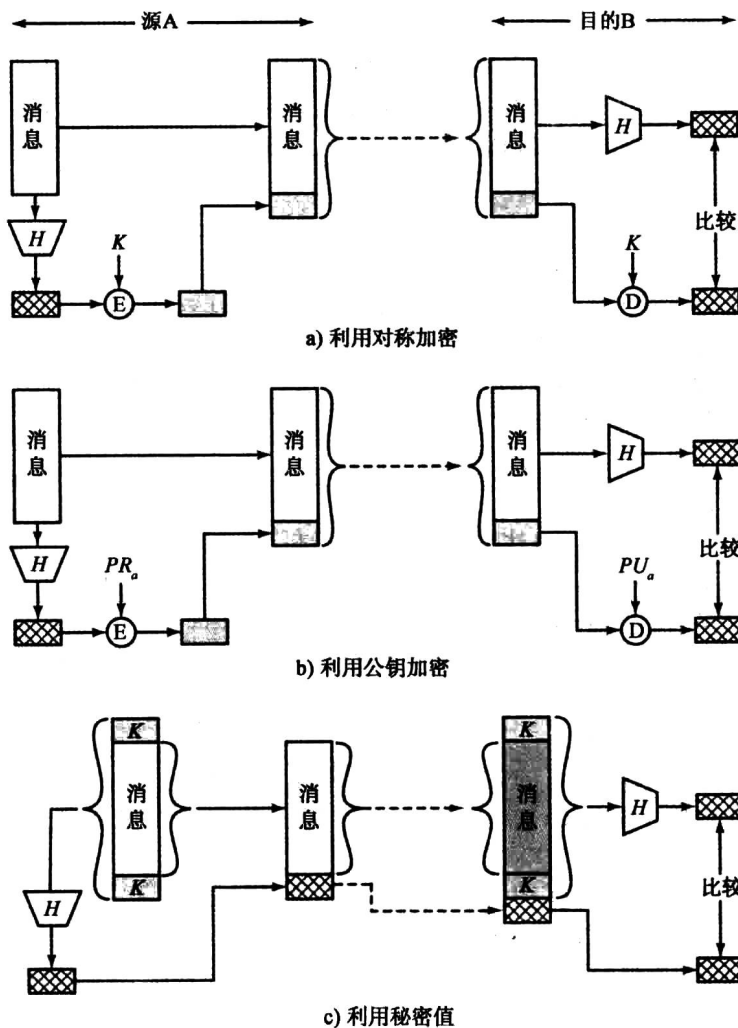 源A 目的B
消息 消息 消息 H
H K K 比较
E D
a) 利用对称加密
消息 消息 消息 H
H PRa PUa 比较
E D
b) 利用公钥加密
K K
消息 消息 消息 H
K K
H 比较
c) 利用秘密值